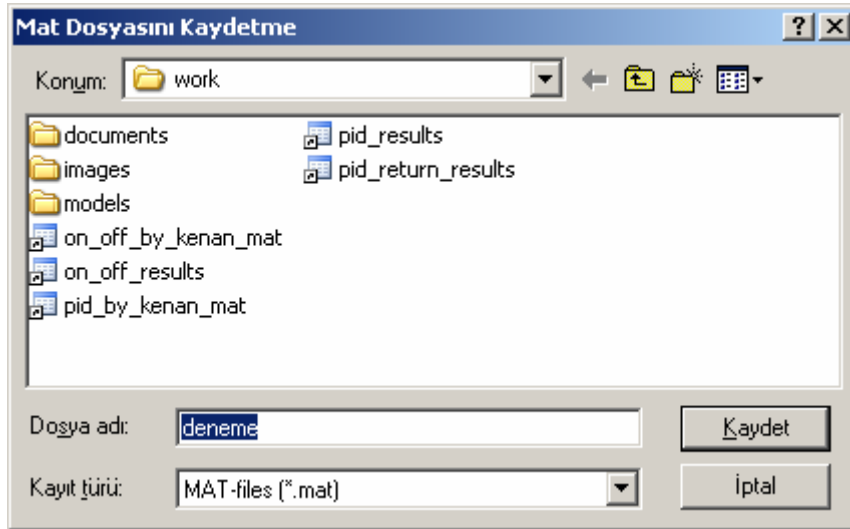 Mat Dosyasını Kaydetme
Konum: work
documents
images
models
on_off_by_kenan_mat
on_off_results
pid_by_kenan_mat
pid_results
pid_return_results
Dosya adı: deneme
Kaydet
Kayıt türü: MAT-files (*.mat)
İptal